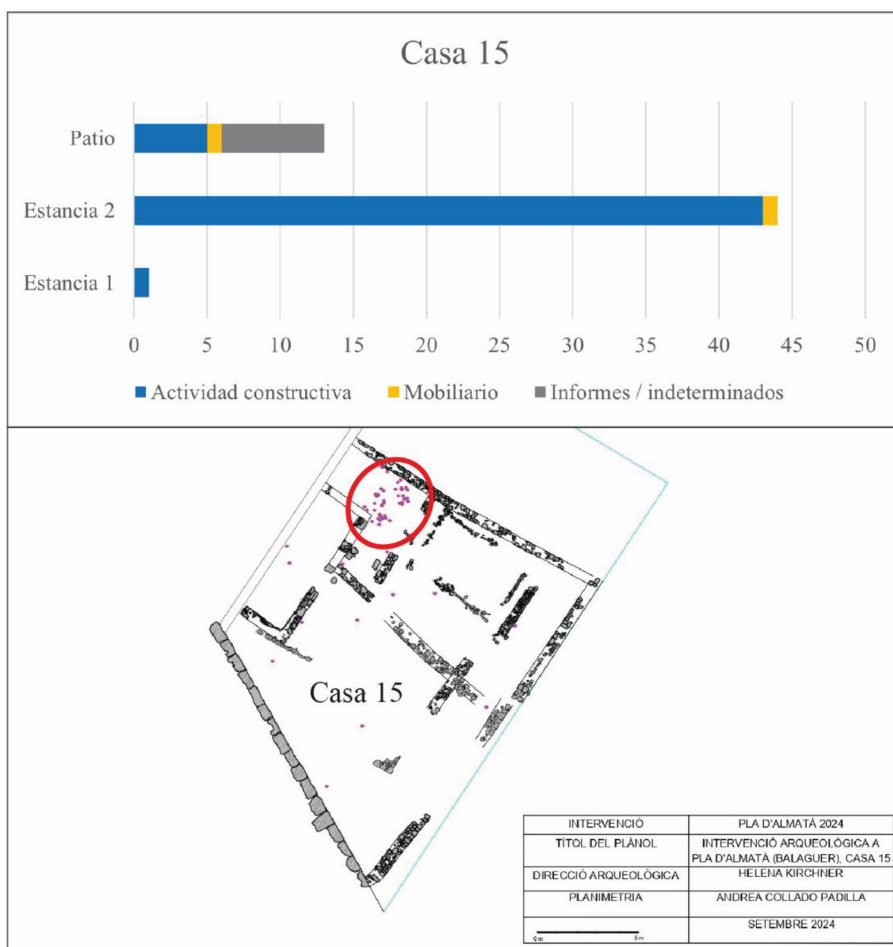 Casa 15
Patio
Estancia 2
Estancia 1
0 5 10 15 20 25 30 35 40 45 50
Actividad constructiva Mobiliario Informes / indeterminados
Casa 15
INTERVENCIÓ PLA D'ALMATÀ 2024
TÍTOL DEL PLÀNOL INTERVENCIÓ ARQUEOLÒGICA A
PLA D'ALMATÀ (BALAGUER), CASA 15
DIRECCIÓ ARQUEOLÒGICA HELENA KIRCHNER
PLANIMETRIA ANDREA COLLADO PADILLA
SETEMBRE 2024
0 m 5 m